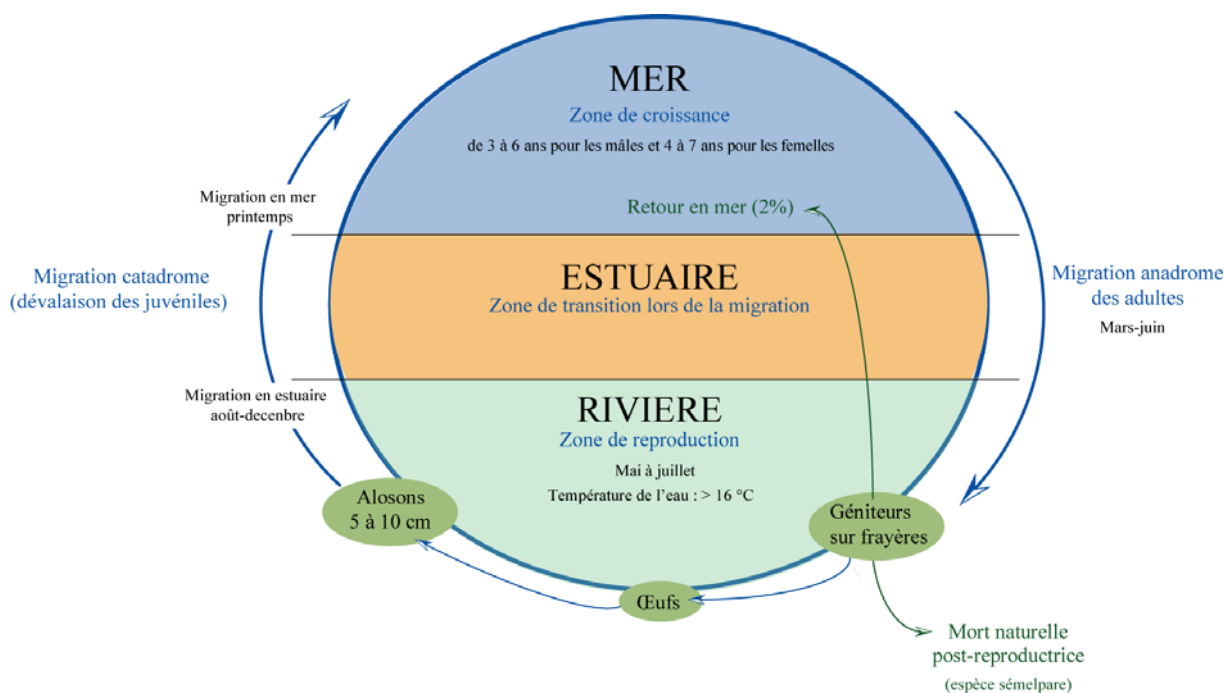 MER
Zone de croissance
de 3 à 6 ans pour les mâles et 4 à 7 ans pour les femelles
Migration en mer
printemps
Retour en mer (2%)
Migration catadrome
(dévalaison des juvéniles)
ESTUAIRE
Zone de transition lors de la migration
Migration anadrome
des adultes
Mars-juin
Migration en estuaire
août-decenbre
RIVIERE
Zone de reproduction
Mai à juillet
Température de l'eau : > 16 °C
Alosons
5 à 10 cm
Géniteurs
sur frayères
Œufs
Mort naturelle
post-reproductrice
(espèce sémelpare)